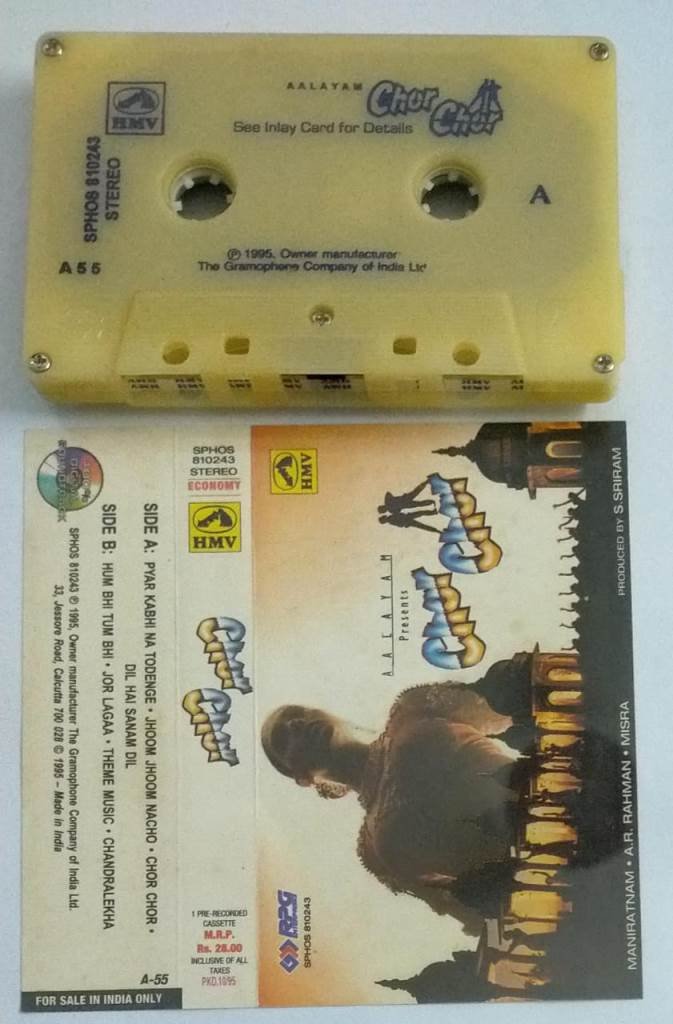 AALAYAM
Chor
Chor
HMV
See Inlay Card for Details
SPHOS 810243
STEREO
A
A 5 5
℗ 1995. Owner manufacturer
The Gramophone Company of India Ltd
SPHOS
810243
STEREO
ECONOMY
HMV
Chor Chor
1 PRE-RECORDED
CASSETTE
M.R.P.
Rs. 28.00
INCLUSIVE OF ALL
TAXES
PKD.10/95
SIDE A: PYAR KABHI NA TODENGE • JHOOM JHOOM NACHO • CHOR CHOR •
DIL HAI SANAM DIL
SIDE B: HUM BHI TUM BHI • JOR LAGAA • THEME MUSIC • CHANDRALEKHA
SPHOS 810243 ℗ 1995, Owner manufacturer The Gramophone Company of India Ltd.
33, Jessore Road, Calcutta 700 028 © 1995 - Made in India
A-55
FOR SALE IN INDIA ONLY
HMV
AALAYAM
Presents
Chor
Chor
SPHOS 810243
PRODUCED BY S.SRIRAM
MANIRATNAM • A.R. RAHMAN • MISRA